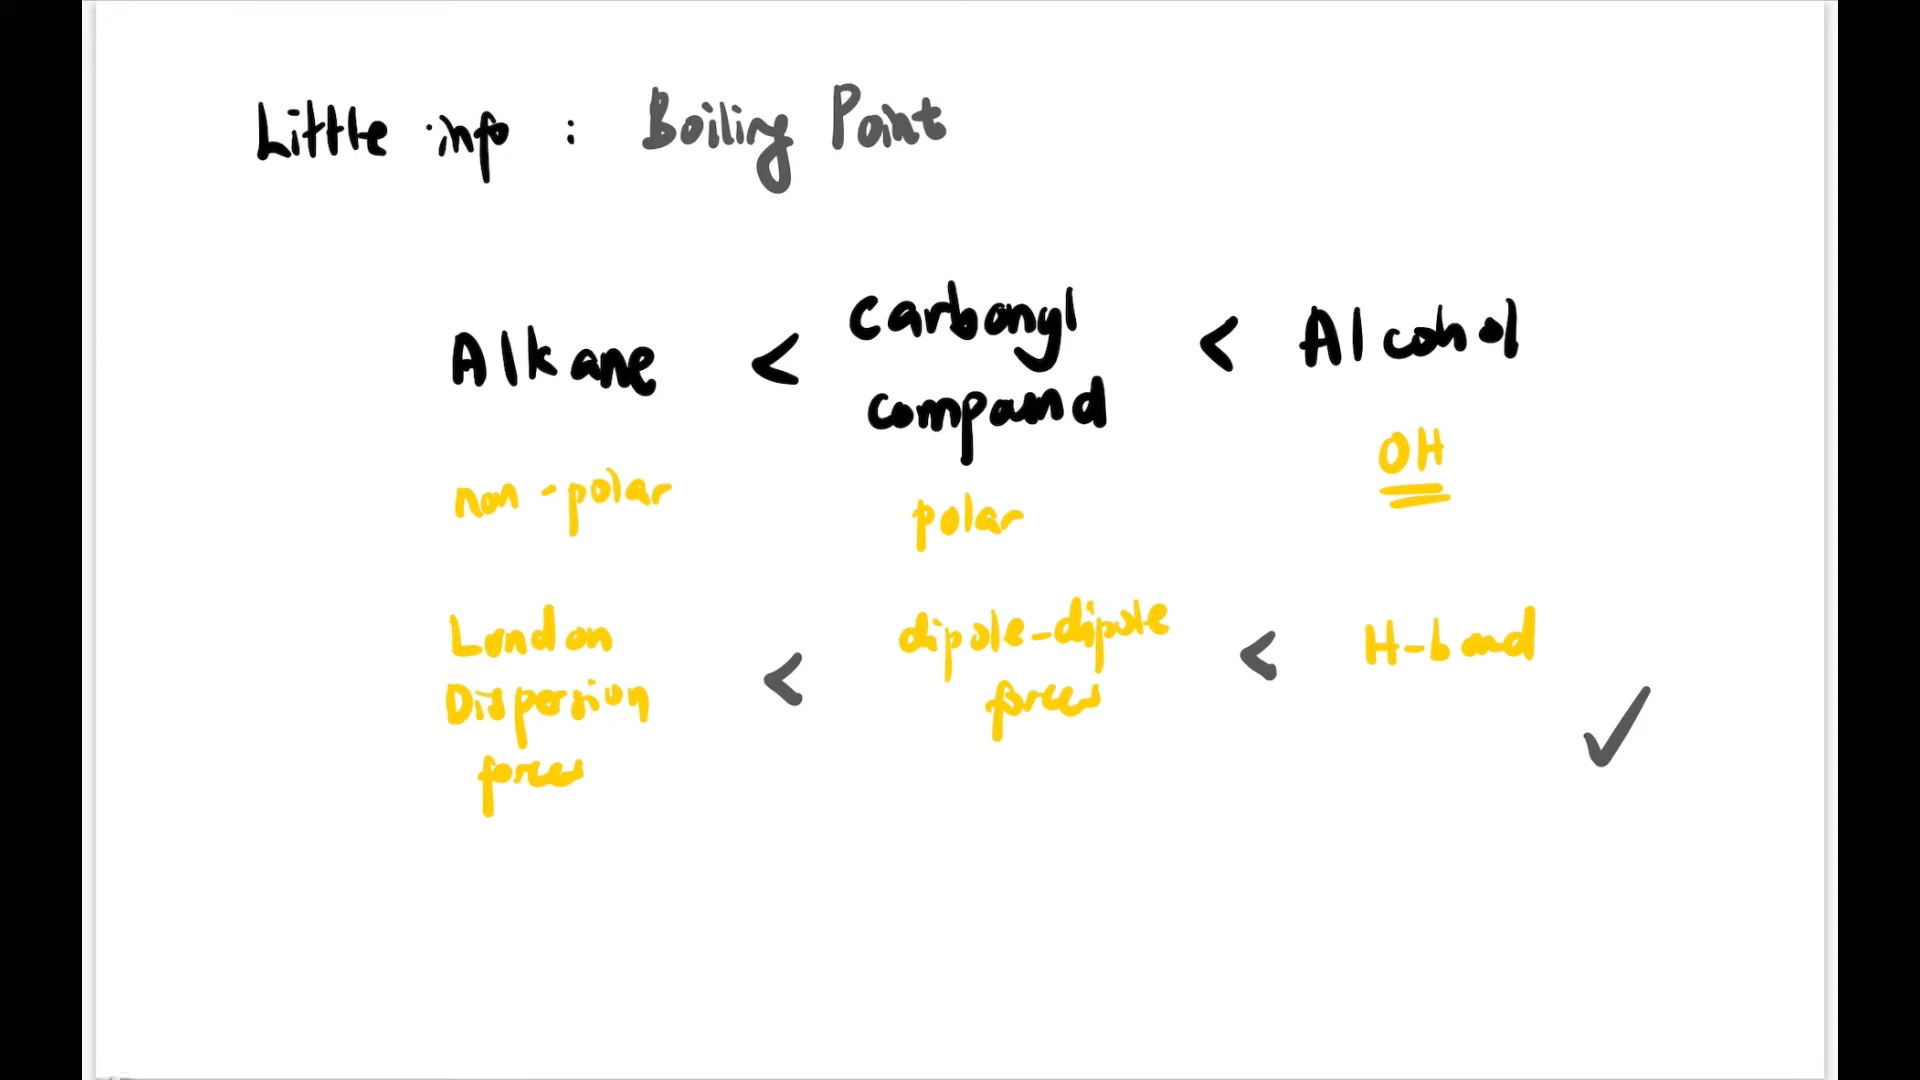 Little info : Boiling Point
Alkane < carbonyl compound < Alcohol
non-polar polar OH
London Dispersion forces < dipole-dipole forces < H-bond